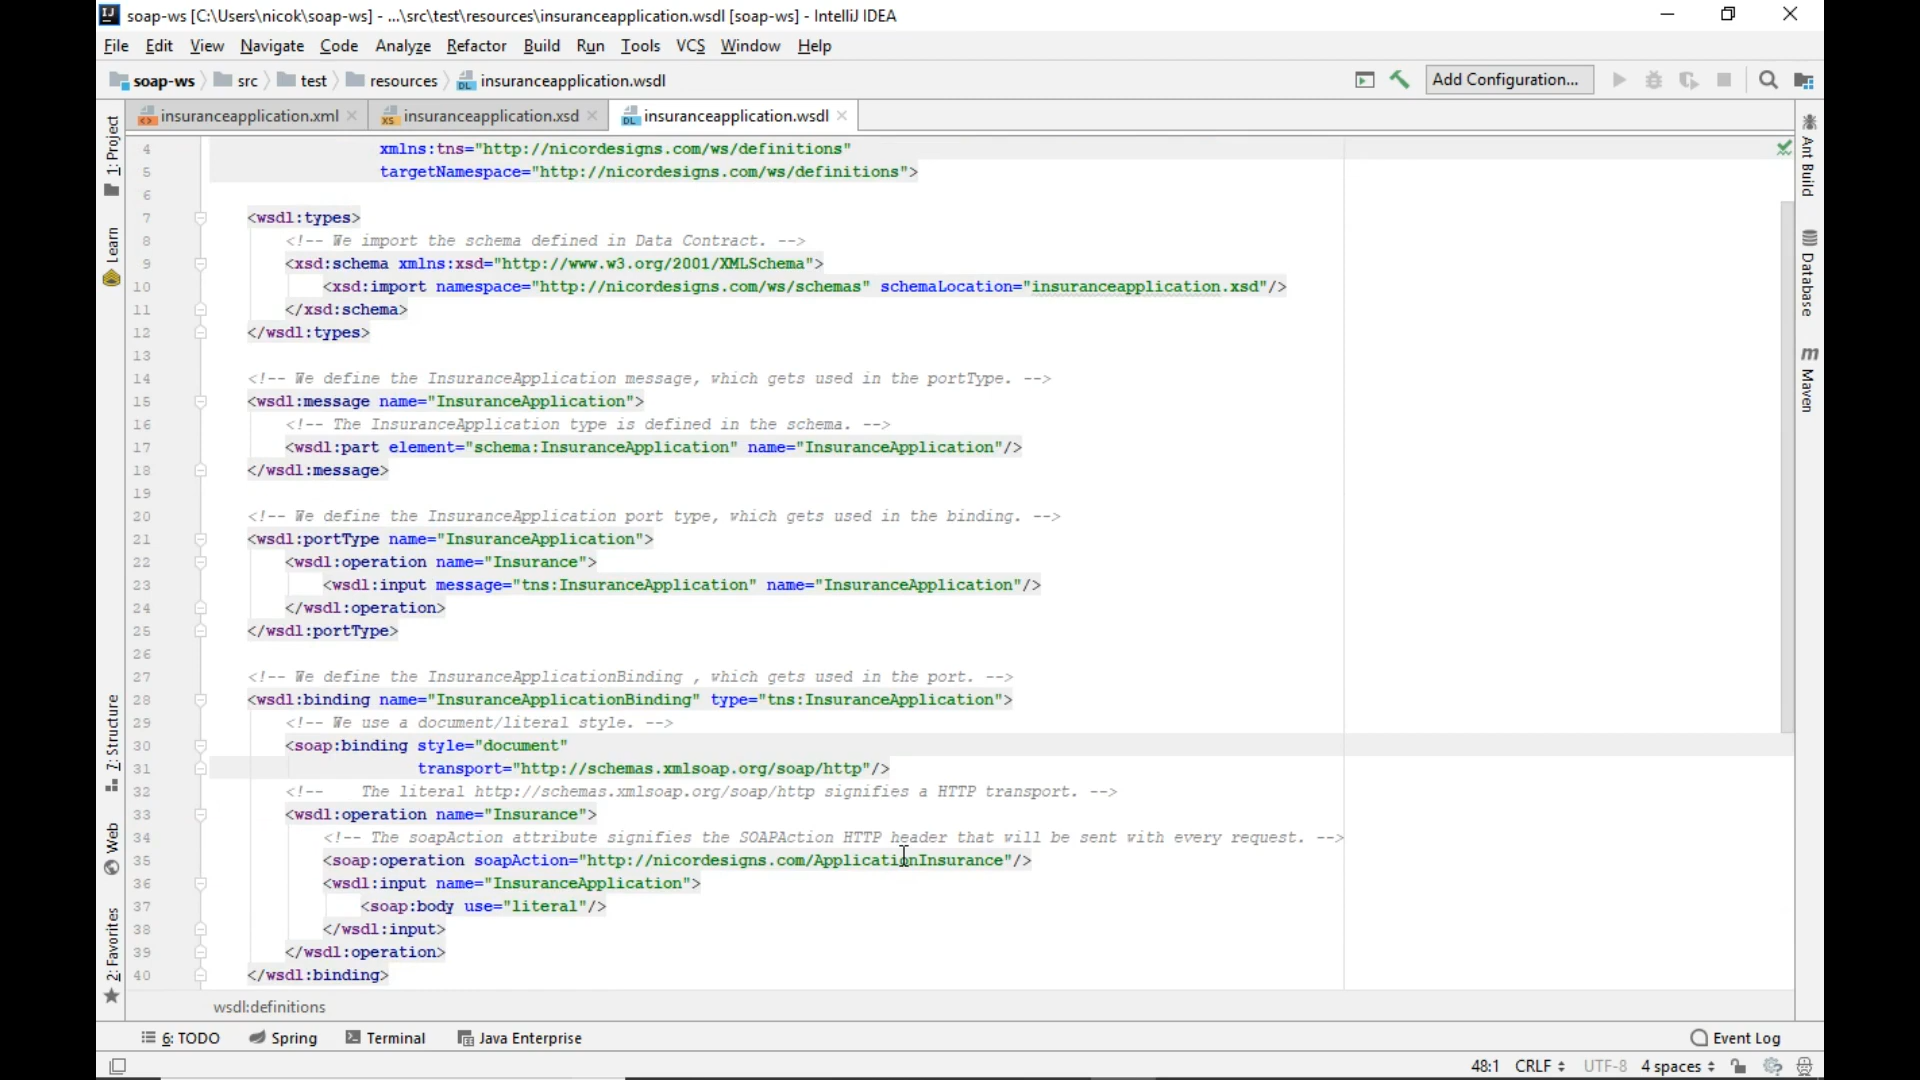 soap-ws [C:\Users\nicok\soap-ws] - ...\src\test\resources\insuranceapplication.wsdl [soap-ws] - IntelliJ IDEA
File Edit View Navigate Code Analyze Refactor Build Run Tools VCS Window Help
soap-ws src test resources insuranceapplication.wsdl Add Configuration...
insuranceapplication.xml insuranceapplication.xsd insuranceapplication.wsdl
1: Project
Learn
7: Structure
Web
2: Favorites
4 xmlns:tns="http://nicordesigns.com/ws/definitions"
5 targetNamespace="http://nicordesigns.com/ws/definitions">
6
7 <wsdl:types>
8 <!-- We import the schema defined in Data Contract. -->
9 <xsd:schema xmlns:xsd="http://www.w3.org/2001/XMLSchema">
10 <xsd:import namespace="http://nicordesigns.com/ws/schemas" schemaLocation="insuranceapplication.xsd"/>
11 </xsd:schema>
12 </wsdl:types>
13
14 <!-- We define the InsuranceApplication message, which gets used in the portType. -->
15 <wsdl:message name="InsuranceApplication">
16 <!-- The InsuranceApplication type is defined in the schema. -->
17 <wsdl:part element="schema:InsuranceApplication" name="InsuranceApplication"/>
18 </wsdl:message>
19
20 <!-- We define the InsuranceApplication port type, which gets used in the binding. -->
21 <wsdl:portType name="InsuranceApplication">
22 <wsdl:operation name="Insurance">
23 <wsdl:input message="tns:InsuranceApplication" name="InsuranceApplication"/>
24 </wsdl:operation>
25 </wsdl:portType>
26
27 <!-- We define the InsuranceApplicationBinding , which gets used in the port. -->
28 <wsdl:binding name="InsuranceApplicationBinding" type="tns:InsuranceApplication">
29 <!-- We use a document/literal style. -->
30 <soap:binding style="document"
31 transport="http://schemas.xmlsoap.org/soap/http"/>
32 <!-- The literal http://schemas.xmlsoap.org/soap/http signifies a HTTP transport. -->
33 <wsdl:operation name="Insurance">
34 <!-- The soapAction attribute signifies the SOAPAction HTTP header that will be sent with every request. -->
35 <soap:operation soapAction="http://nicordesigns.com/ApplicationInsurance"/>
36 <wsdl:input name="InsuranceApplication">
37 <soap:body use="literal"/>
38 </wsdl:input>
39 </wsdl:operation>
40 </wsdl:binding>
Ant Build
Database
Maven
wsdl:definitions
6: TODO Spring Terminal Java Enterprise Event Log
48:1 CRLF UTF-8 4 spaces